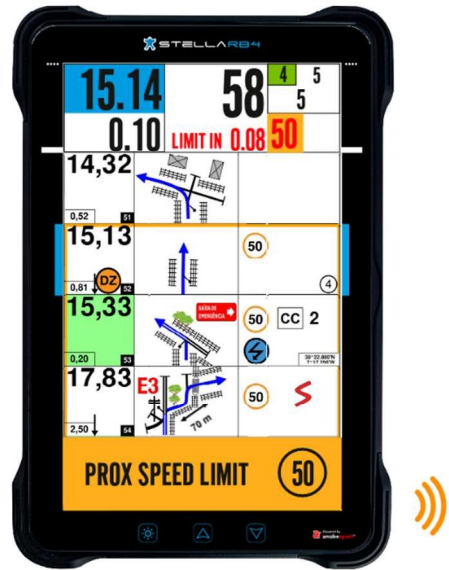 STELLARB4
15.14 58 4 5
5
0.10 LIMIT IN 0.08 50
14,32
0,52 51
15,13 50
0,81 DZ 52 4
15,33 SAÍDA DE EMERGÊNCIA 50 CC 2
0,20 53
17,83 E3 50 S
2,50 54 70 m
PROX SPEED LIMIT 50